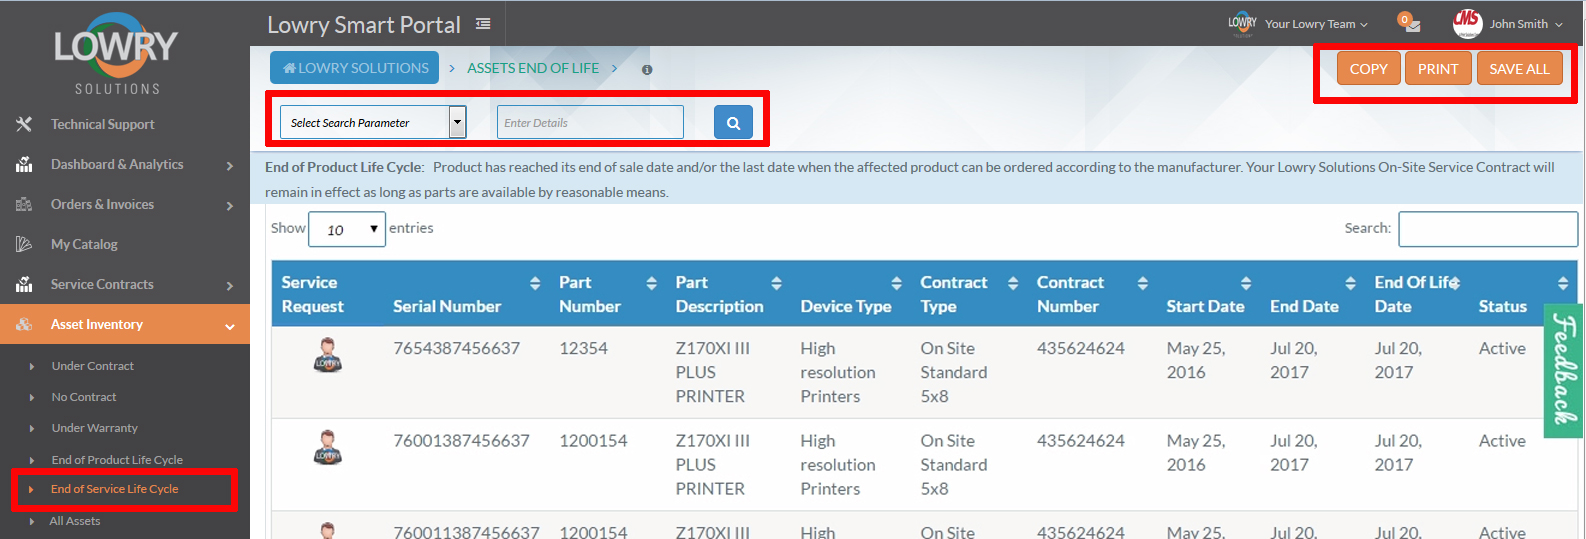 LOWRY
SOLUTIONS
Technical Support
Dashboard & Analytics
Orders & Invoices
My Catalog
Service Contracts
Asset Inventory
Under Contract
No Contract
Under Warranty
End of Product Life Cycle
End of Service Life Cycle
All Assets
Lowry Smart Portal
LOWRY
Your Lowry Team
0
CMS
John Smith
LOWRY SOLUTIONS > ASSETS END OF LIFE >
COPY PRINT SAVE ALL
Select Search Parameter
Enter Details
End of Product Life Cycle: Product has reached its end of sale date and/or the last date when the affected product can be ordered according to the manufacturer. Your Lowry Solutions On-Site Service Contract will
remain in effect as long as parts are available by reasonable means.
Show 10 entries
Search:
Service Request Serial Number Part Number Part Description Device Type Contract Type Contract Number Start Date End Date End Of Life Date Status
LOWRY 7654387456637 12354 Z170XI III PLUS PRINTER High resolution Printers On Site Standard 5x8 435624624 May 25, 2016 Jul 20, 2017 Jul 20, 2017 Active
LOWRY 76001387456637 1200154 Z170XI III PLUS PRINTER High resolution Printers On Site Standard 5x8 435624624 May 25, 2016 Jul 20, 2017 Jul 20, 2017 Active
760011387456637 1200154 Z170XI III High On Site 435624624 May 25, Jul 20, Jul 20, Active
Feedback